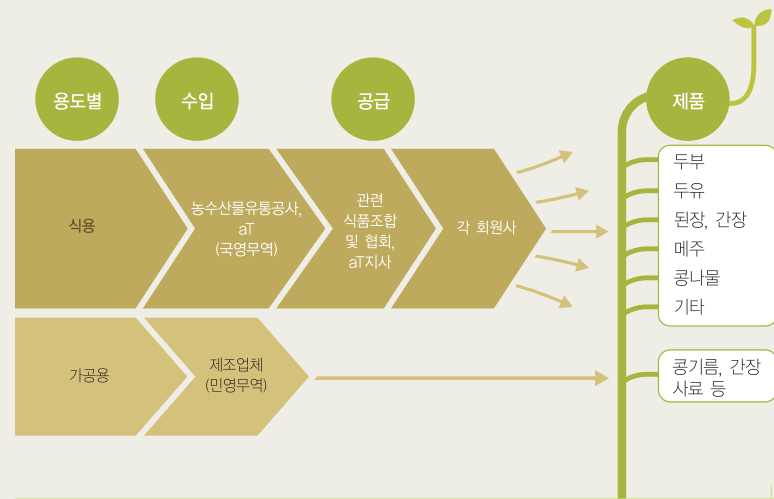 용도별
수입
공급
제품
식용
농수산물유통공사,
aT
(국영무역)
관련
식품조합
및 협회,
aT지사
각 회원사
두부
두유
된장, 간장
메주
콩나물
기타
가공용
제조업체
(민영무역)
콩기름, 간장
사료 등